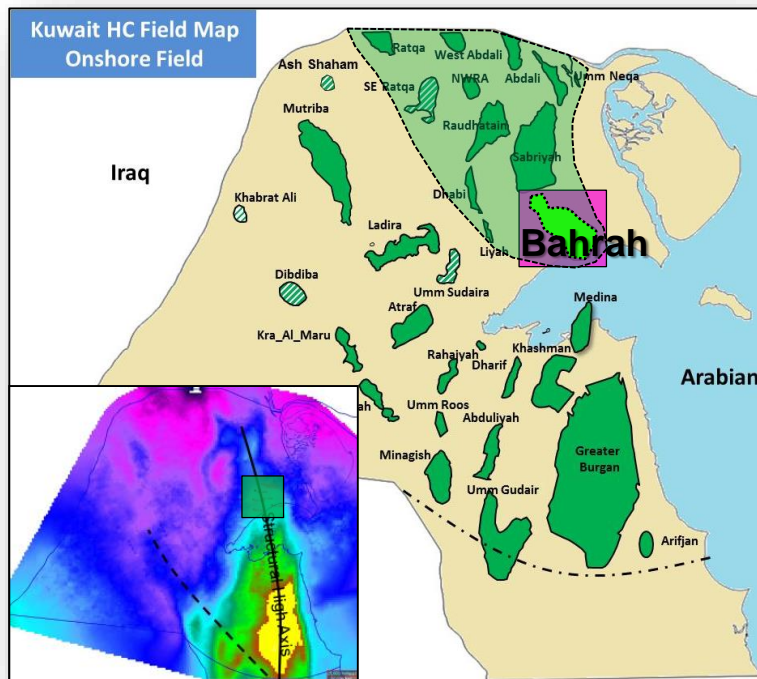 Kuwait HC Field Map
Onshore Field
Ratqa
West Abdali
Ash Shaham
SE Ratqa
NWRA
Abdali
Umm Neqa
Mutriba
Raudhatain
Sabriyah
Iraq
Khabrat Ali
Dhabi
Ladira
Liyah
Bahrah
Dibdiba
Umm Sudaira
Medina
Atraf
Kra_Al_Maru
Rahaiyah
Dharif
Khashman
Arabian
ah
Umm Roos
Abduliyah
Minagish
Greater
Burgan
Umm Gudair
Arifjan
Structural High Axis